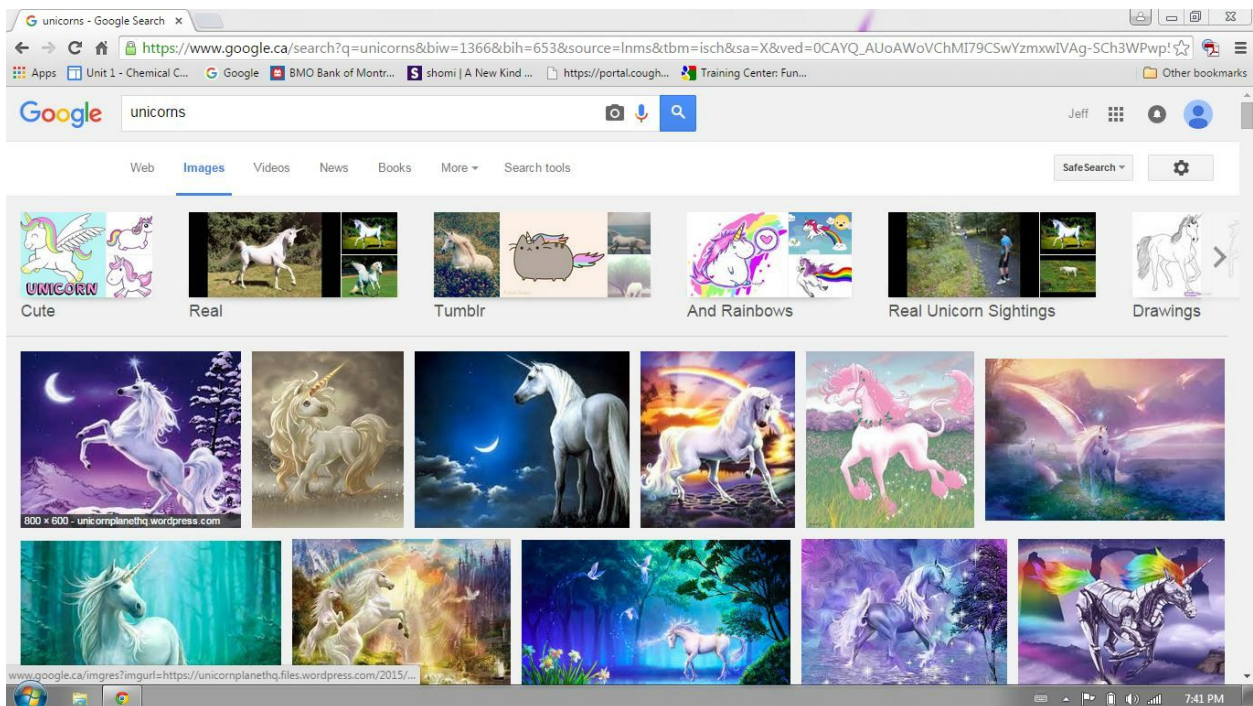 unicorns - Google Search
https://www.google.ca/search?q=unicorns&biw=1366&bih=653&source=lnms&tbm=isch&sa=X&ved=0CAYQ_AUoAWoVChMI79CSwYzmxwIVAg-SCh3WPwp!
Apps Unit 1 - Chemical C... Google BMO Bank of Montr... shomi | A New Kind ... https://portal.cough... Training Center: Fun... Other bookmarks
Google unicorns Jeff
Web Images Videos News Books More Search tools SafeSearch
UNICORN
Cute Real Tumblr And Rainbows Real Unicorn Sightings Drawings
800 × 600 - unicornplanethq.wordpress.com
www.google.ca/imgres?imgurl=https://unicornplanethq.files.wordpress.com/2015/...
7:41 PM